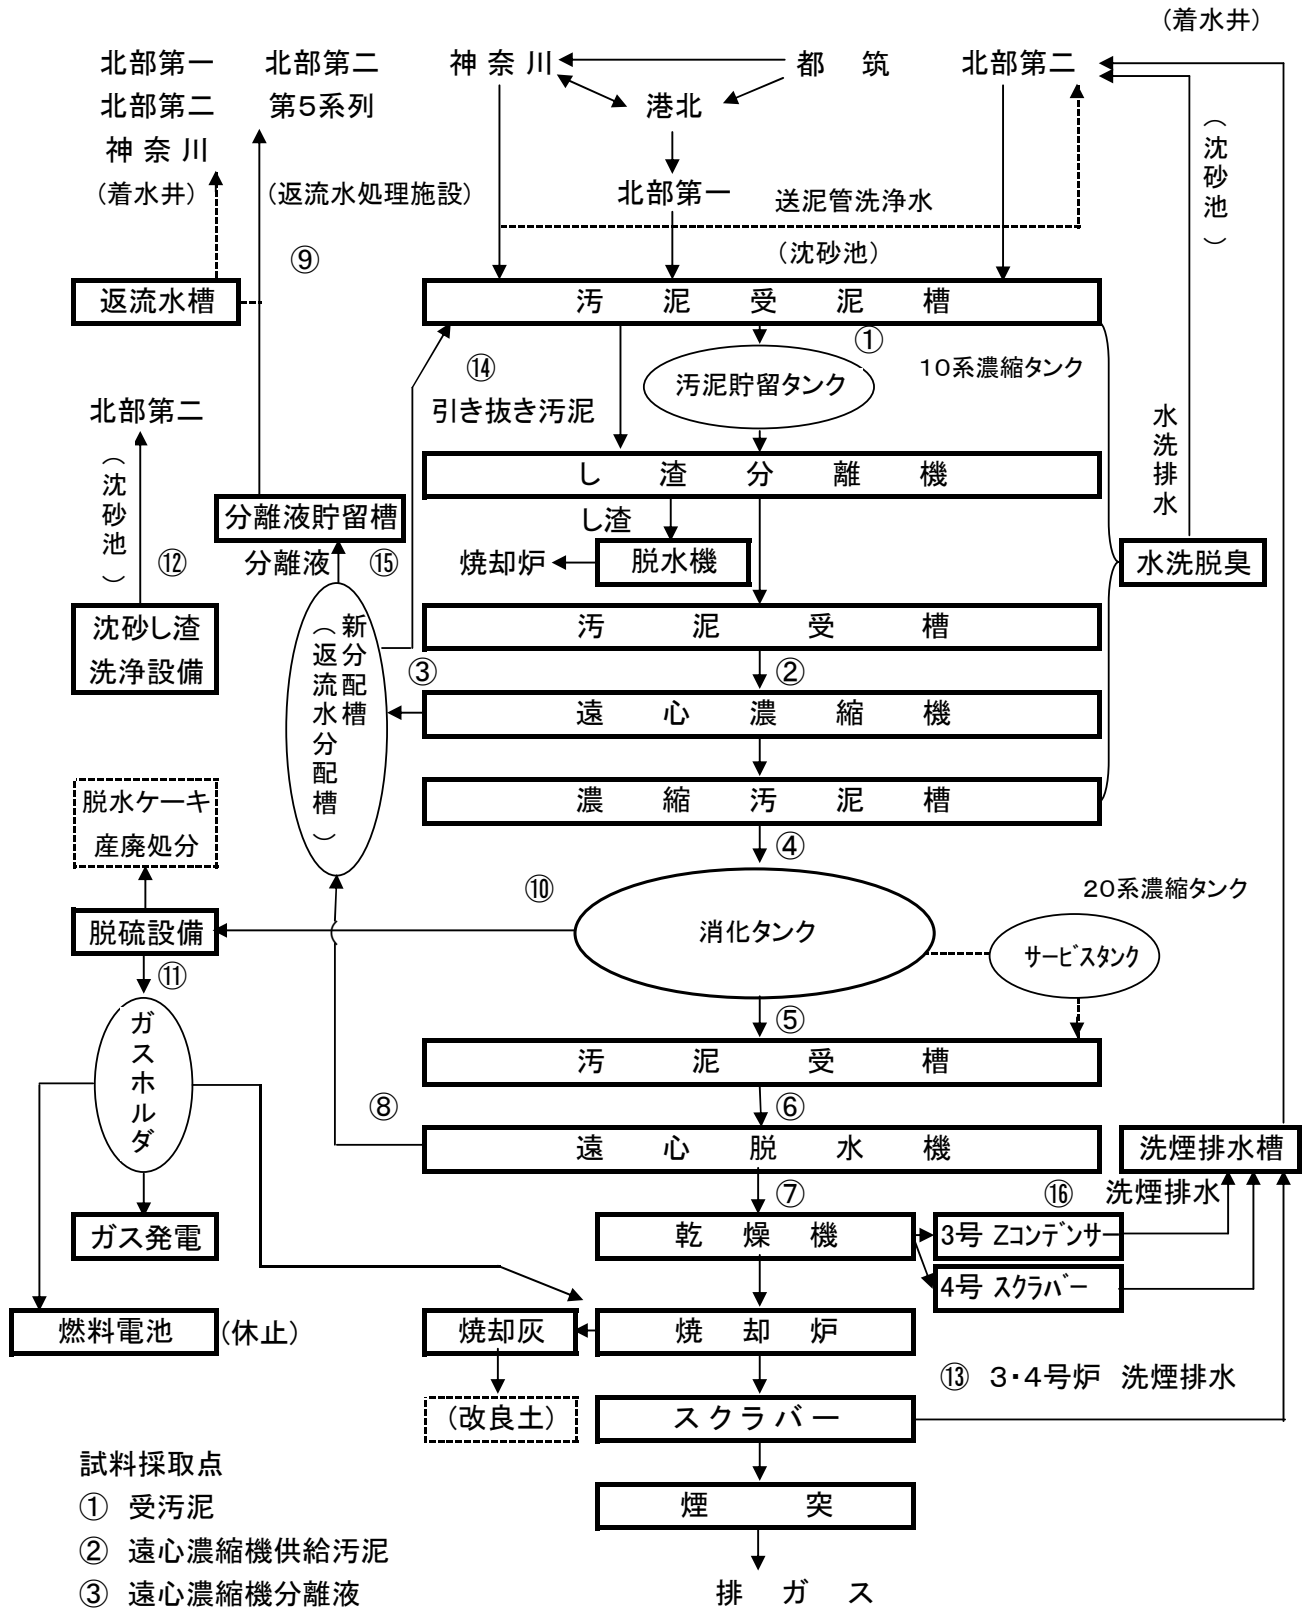 (着水井)
北部第一 北部第二 神奈川 都筑 北部第二
北部第二 第5系列 港北
神奈川
(着水井) (返流水処理施設) 北部第一 送泥管洗浄水
(沈砂池)
(沈砂池)
⑨
返流水槽 汚泥受泥槽
①
⑭ 汚泥貯留タンク 10系濃縮タンク
引き抜き汚泥
北部第二
(沈砂池)
水洗排水
し渣分離機
分離液貯留槽 し渣
⑫ 分離液 ⑮ 焼却炉 脱水機 水洗脱臭
沈砂し渣
洗浄設備
新分配槽
(返流水分配槽)
汚泥受槽
③ ②
遠心濃縮機
脱水ケーキ
産廃処分
濃縮汚泥槽
④
⑩ 20系濃縮タンク
脱硫設備 消化タンク サービスタンク
⑪ ⑤
ガスホルダ
汚泥受槽
⑧ ⑥
遠心脱水機 洗煙排水槽
⑦ ⑯ 洗煙排水
ガス発電 乾燥機 3号 Zコンデンサー
4号 スクラバー
燃料電池 (休止) 焼却灰 焼却炉
⑬ 3・4号炉 洗煙排水
(改良土) スクラバー
試料採取点
① 受汚泥 煙突
② 遠心濃縮機供給汚泥
③ 遠心濃縮機分離液 排ガス